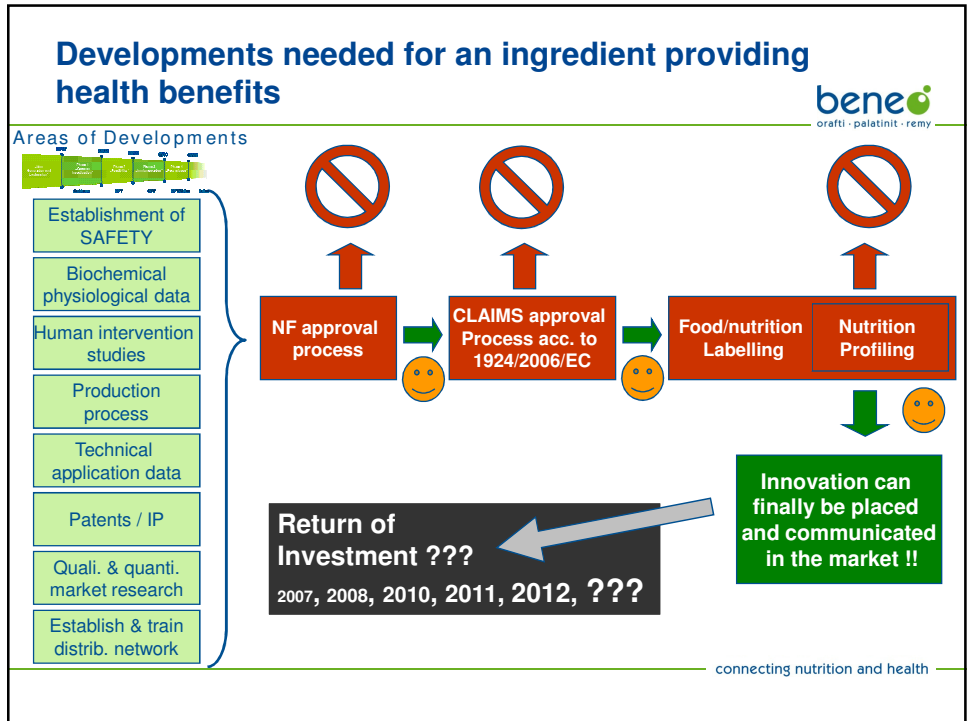 Developments needed for an ingredient providing
health benefits
beneo
orafti · palatinit · remy
Areas of Developments
Establishment of
SAFETY
Biochemical
physiological data
Human intervention
studies
Production
process
Technical
application data
Patents / IP
Quali. & quanti.
market research
Establish & train
distrib. network
NF approval
process
CLAIMS approval
Process acc. to
1924/2006/EC
Food/nutrition
Labelling
Nutrition
Profiling
Innovation can
finally be placed
and communicated
in the market !!
Return of
Investment ???
2007, 2008, 2010, 2011, 2012, ???
connecting nutrition and health